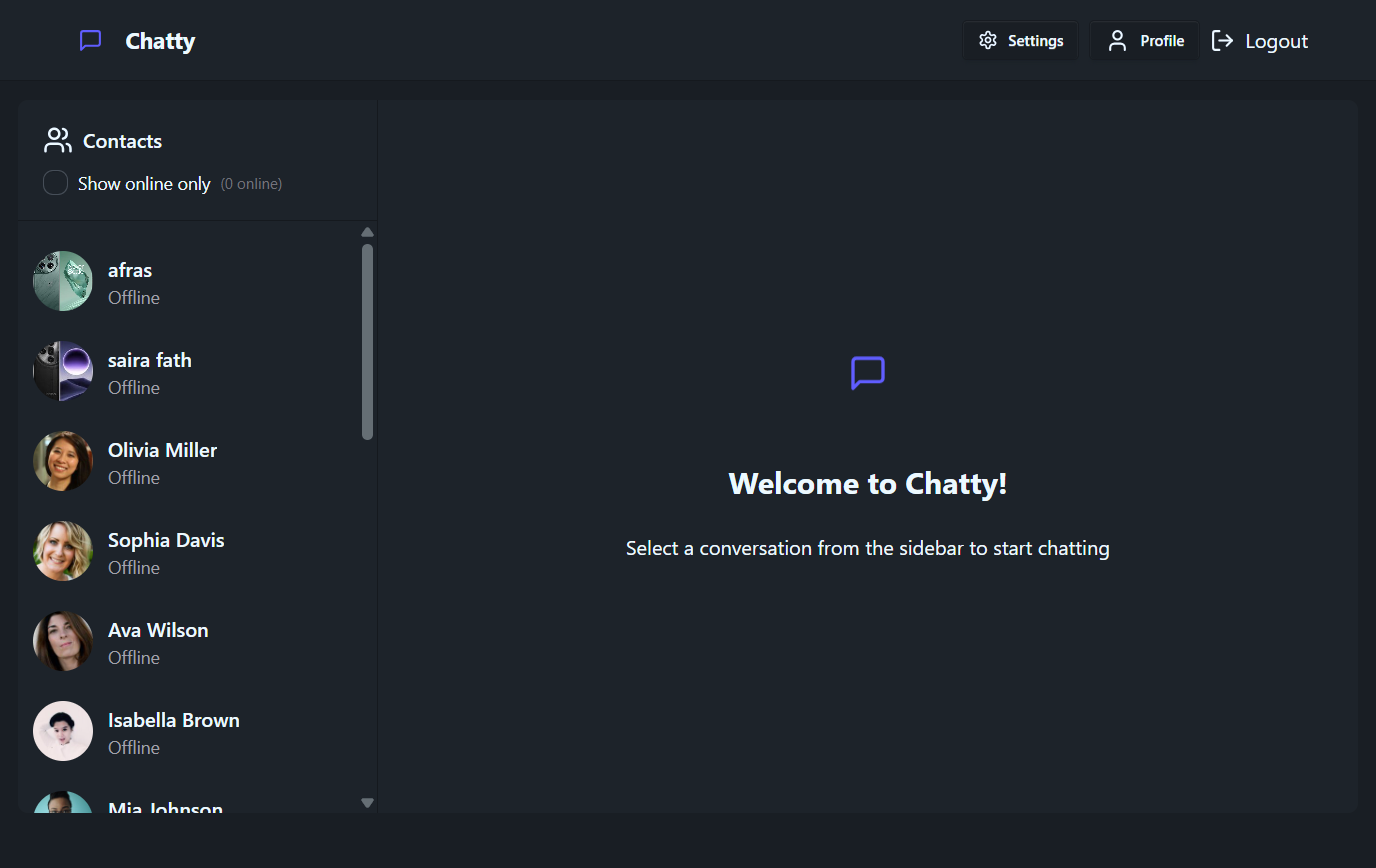 Chatty
Settings
Profile
Logout
Contacts
Show online only (0 online)
afras
Offline
saira fath
Offline
Olivia Miller
Offline
Sophia Davis
Offline
Ava Wilson
Offline
Isabella Brown
Offline
Mia Johnson
Welcome to Chatty!
Select a conversation from the sidebar to start chatting